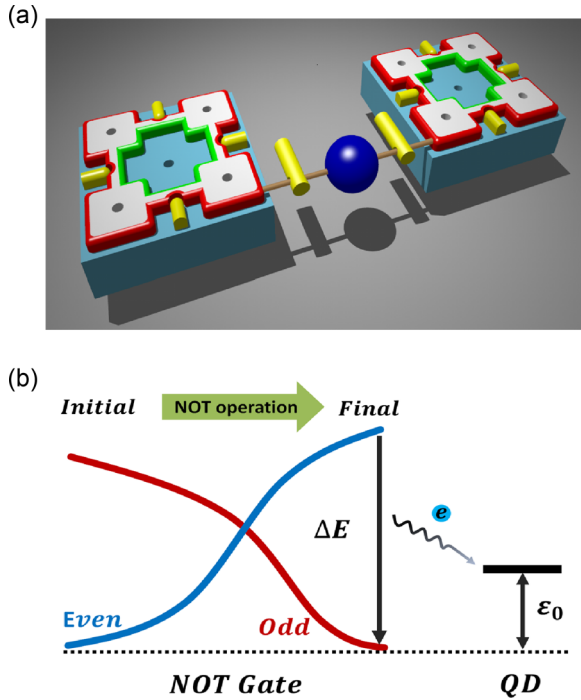 (a)
(b)
Initial NOT operation Final
ΔE
e
Even Odd
ε₀
NOT Gate QD